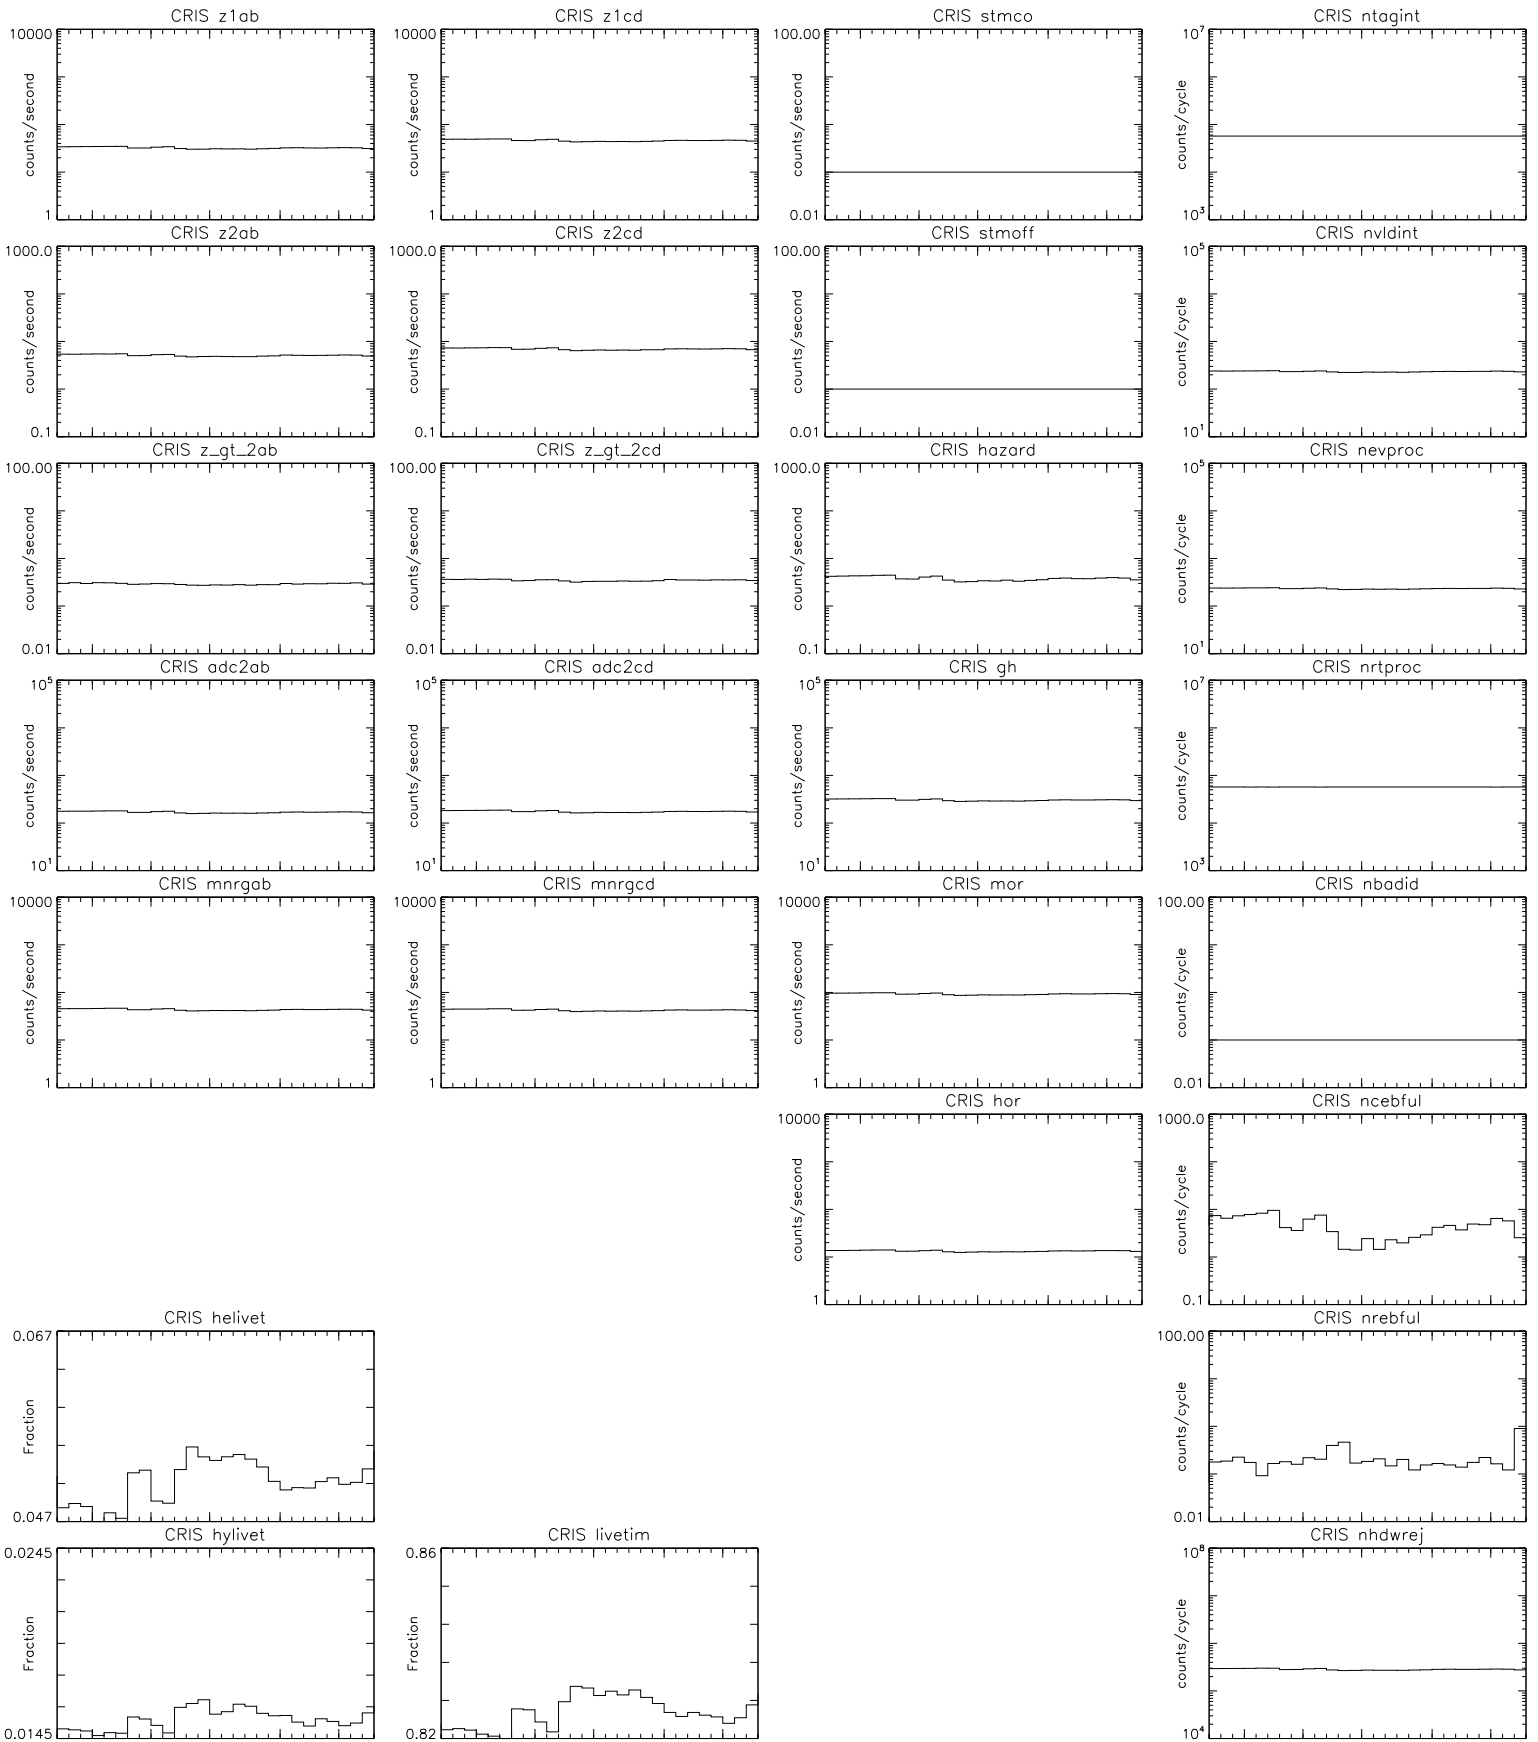 CRIS z1ab
CRIS z1cd
CRIS stmco
CRIS ntagint
10000
counts/second
1
10000
counts/second
1
100.00
counts/second
0.01
10⁷
counts/cycle
10³
CRIS z2ab
CRIS z2cd
CRIS stmoff
CRIS nvldint
1000.0
counts/second
0.1
1000.0
counts/second
0.1
100.00
counts/second
0.01
10⁵
counts/cycle
10¹
CRIS z_gt_2ab
CRIS z_gt_2cd
CRIS hazard
CRIS nevproc
100.00
counts/second
0.01
100.00
counts/second
0.01
1000.0
counts/second
0.1
10⁵
counts/cycle
10¹
CRIS adc2ab
CRIS adc2cd
CRIS gh
CRIS nrtproc
10⁵
counts/second
10¹
10⁵
counts/second
10¹
10⁵
counts/second
10¹
10⁷
counts/cycle
10³
CRIS mnrgab
CRIS mnrgcd
CRIS mor
CRIS nbadid
10000
counts/second
1
10000
counts/second
1
10000
counts/second
1
100.00
counts/cycle
0.01
CRIS hor
CRIS ncebful
10000
counts/second
1
1000.0
counts/cycle
0.1
CRIS helivet
CRIS nrebful
0.067
Fraction
0.047
100.00
counts/cycle
0.01
CRIS hylivet
CRIS livetim
CRIS nhdwrej
0.0245
Fraction
0.0145
0.86
Fraction
0.82
10⁸
counts/cycle
10⁴